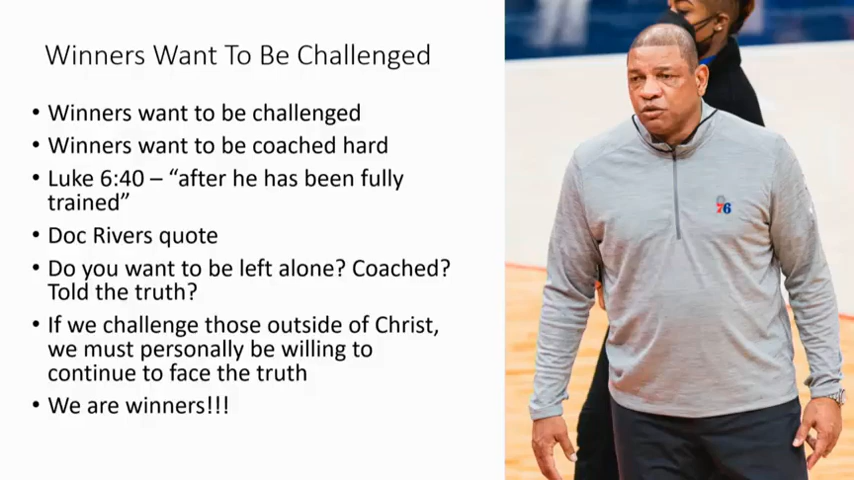 Winners Want To Be Challenged
• Winners want to be challenged
• Winners want to be coached hard
• Luke 6:40 – “after he has been fully
trained”
• Doc Rivers quote
• Do you want to be left alone? Coached?
Told the truth?
• If we challenge those outside of Christ,
we must personally be willing to
continue to face the truth
• We are winners!!!
76